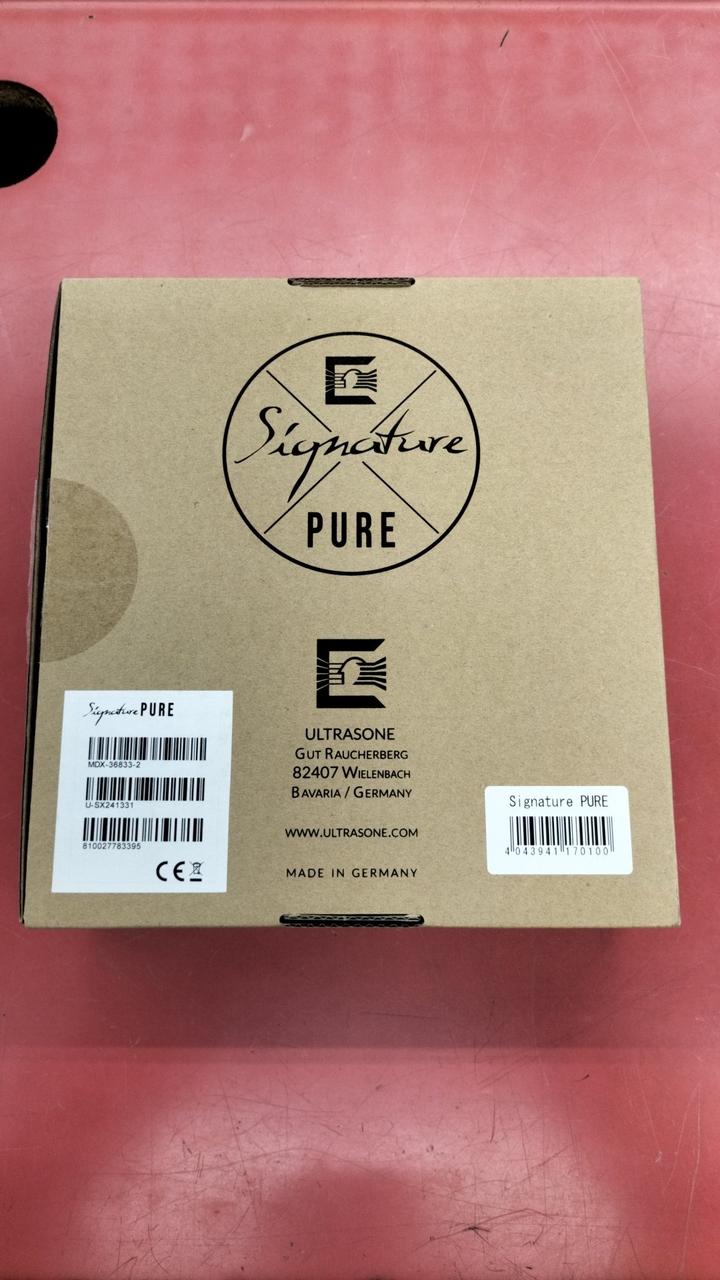 Signature
PURE
ULTRASONE
GUT RAUCHERBERG
82407 WIELENBACH
BAVARIA / GERMANY
WWW.ULTRASONE.COM
MADE IN GERMANY
Signature PURE
MDX-36833-2
U-SX241331
810027783395
CE
Signature PURE
4 043941 170100